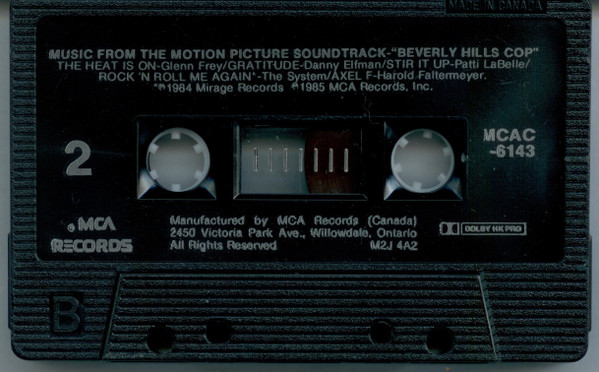 MADE IN CANADA
MUSIC FROM THE MOTION PICTURE SOUNDTRACK-"BEVERLY HILLS COP"
THE HEAT IS ON-Glenn Frey/GRATITUDE-Danny Elfman/STIR IT UP-Patti LaBelle/
ROCK 'N ROLL ME AGAIN*-The System/AXEL F-Harold Faltermeyer.
*℗1984 Mirage Records ℗1985 MCA Records, Inc.
2
MCAC
-6143
MCA
RECORDS
Manufactured by MCA Records (Canada)
2450 Victoria Park Ave., Willowdale, Ontario
All Rights Reserved M2J 4A2
DOLBY HX PRO
B